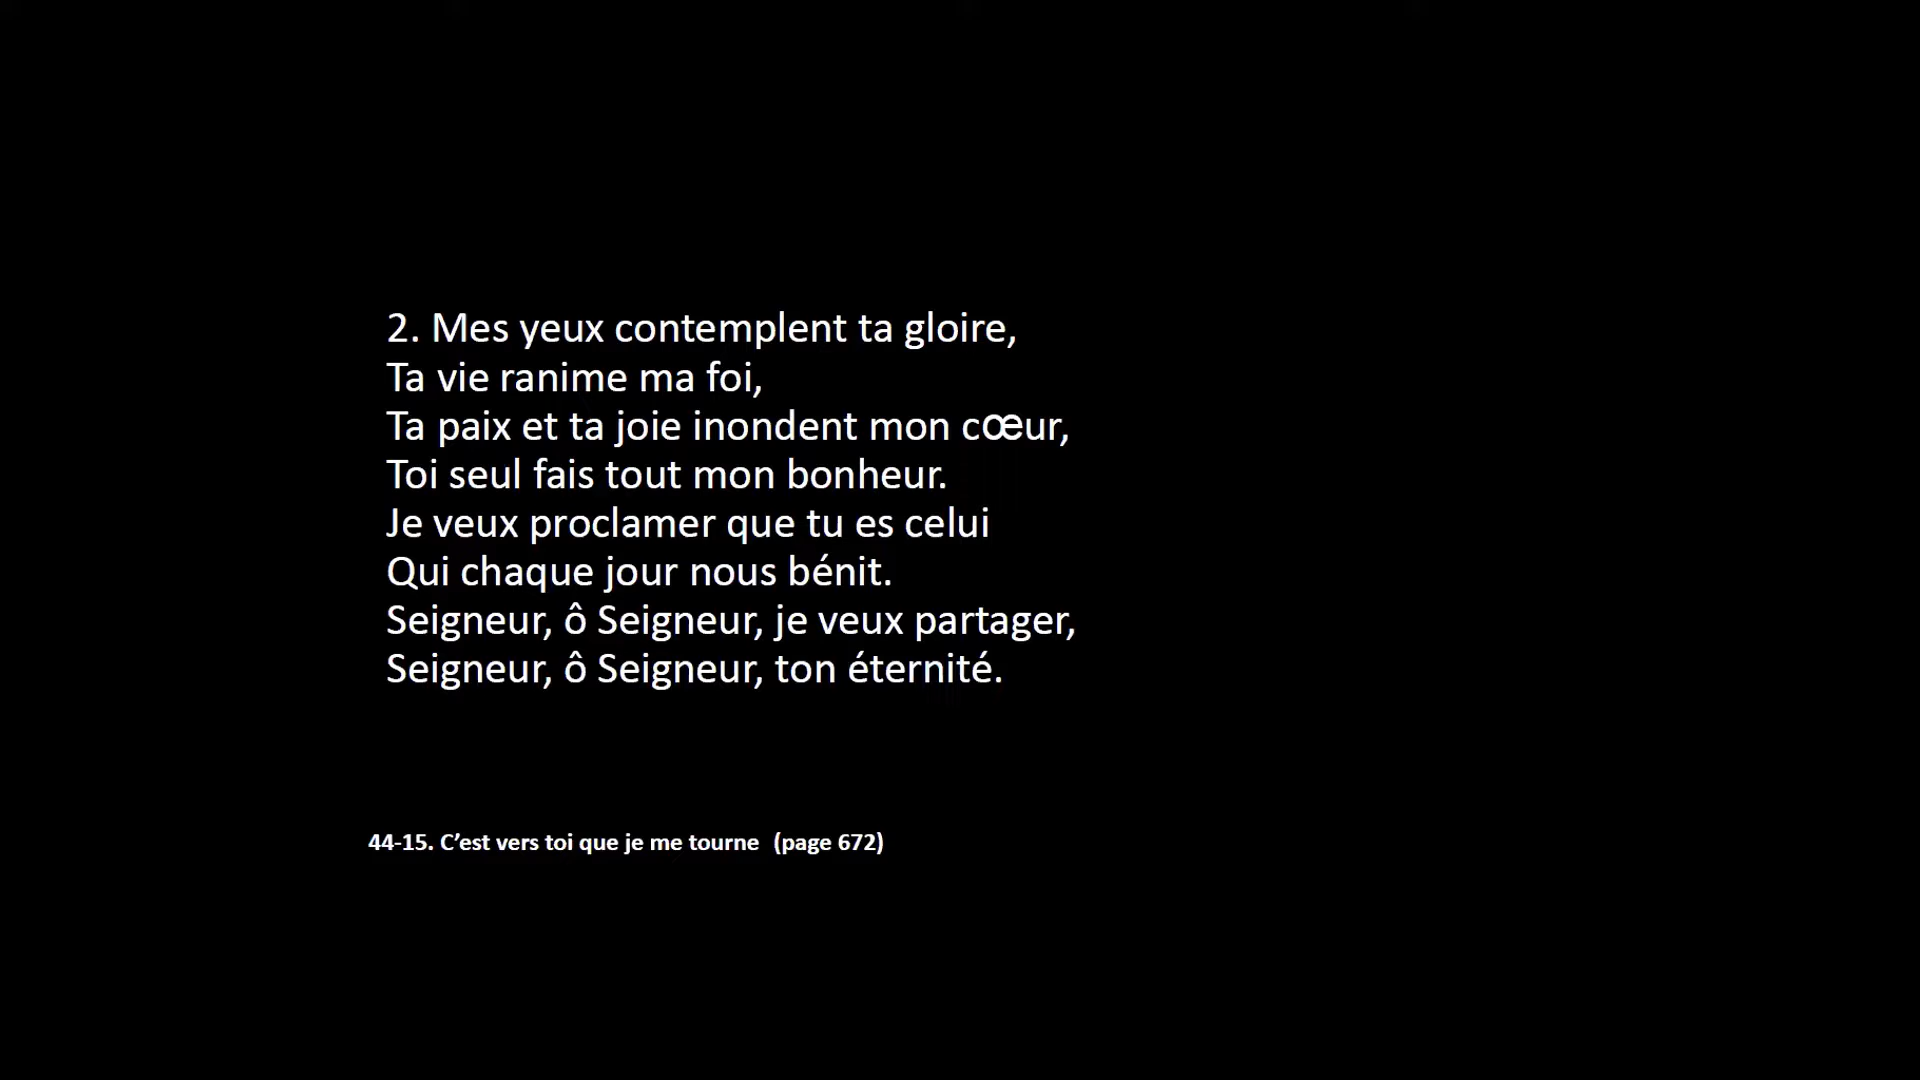 2. Mes yeux contemplent ta gloire,
Ta vie ranime ma foi,
Ta paix et ta joie inondent mon cœur,
Toi seul fais tout mon bonheur.
Je veux proclamer que tu es celui
Qui chaque jour nous bénit.
Seigneur, ô Seigneur, je veux partager,
Seigneur, ô Seigneur, ton éternité.
44-15. C’est vers toi que je me tourne  (page 672)